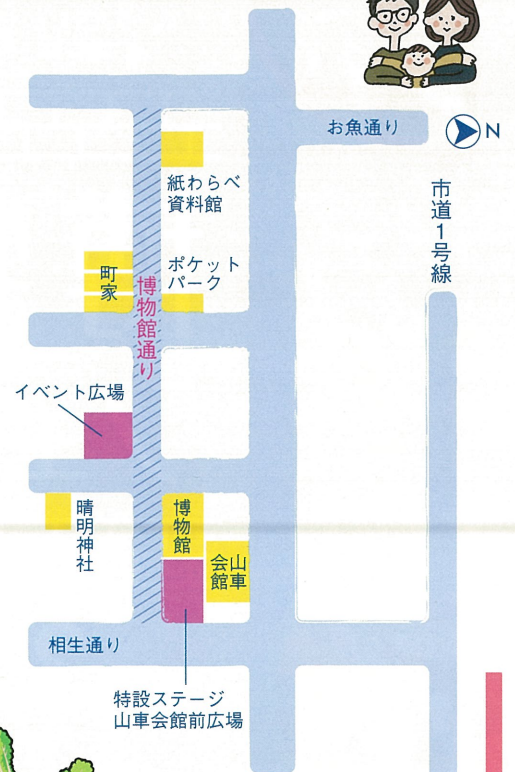 お魚通り
N
市道1号線
紙わらべ
資料館
ポケット
パーク
町家
博物館通り
イベント広場
晴明神社
博物館
山車
会館
相生通り
特設ステージ
山車会館前広場